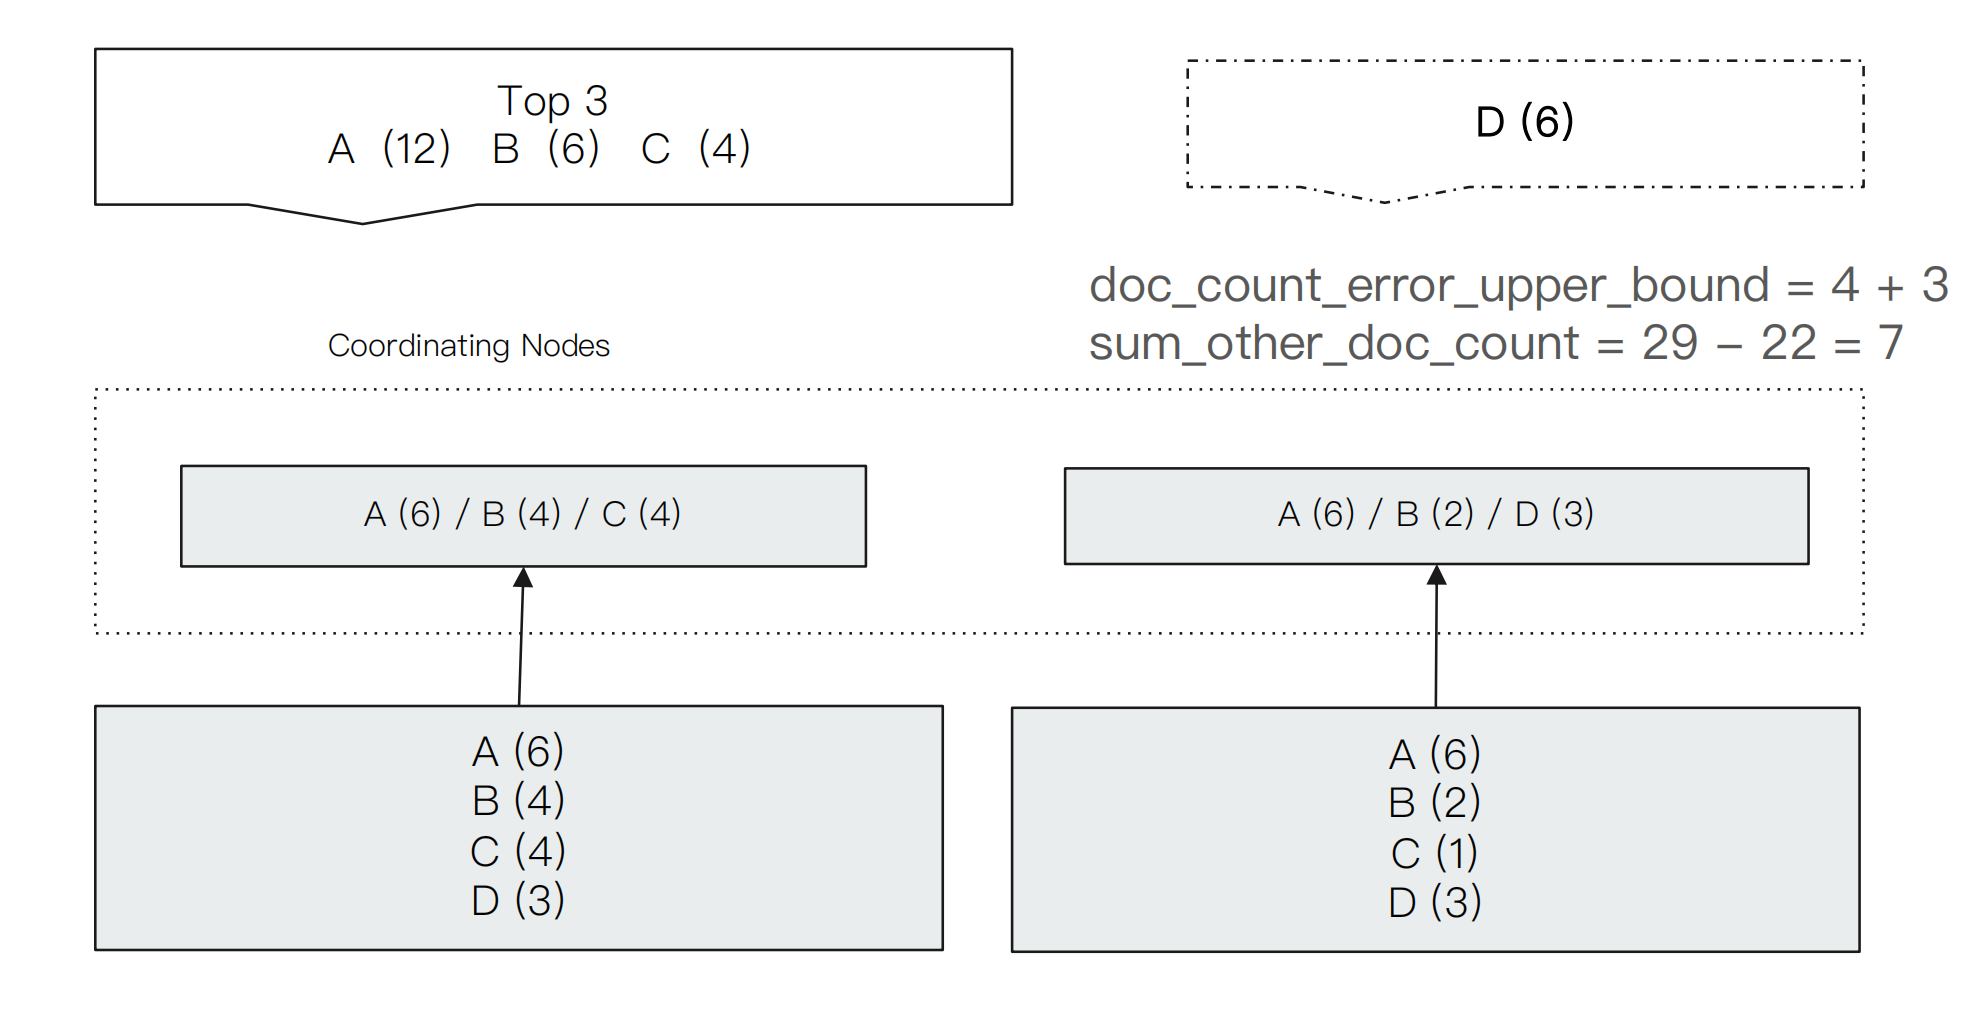 Top 3
A (12) B (6) C (4)
D (6)
doc_count_error_upper_bound = 4 + 3
sum_other_doc_count = 29 – 22 = 7
Coordinating Nodes
A (6) / B (4) / C (4)
A (6) / B (2) / D (3)
A (6)
B (4)
C (4)
D (3)
A (6)
B (2)
C (1)
D (3)